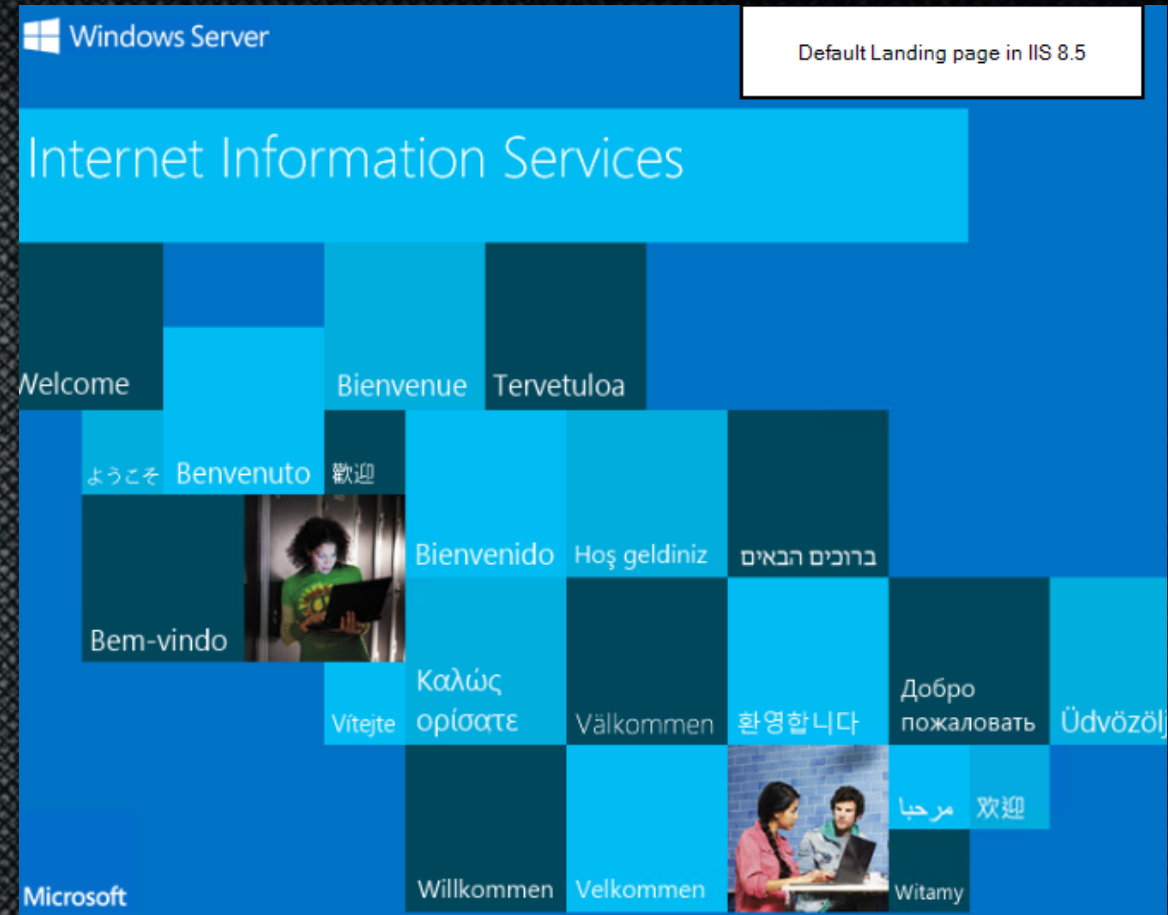 Windows Server
Default Landing page in IIS 8.5
Internet Information Services
Welcome
Bienvenue
Tervetuloa
ようこそ
Benvenuto
歡迎
Bienvenido
Hoş geldiniz
ברוכים הבאים
Bem-vindo
Vítejte
Καλώς
ορίσατε
Välkommen
환영합니다
Добро
пожаловать
Üdvözölj
Willkommen
Velkommen
مرحبا
欢迎
Witamy
Microsoft